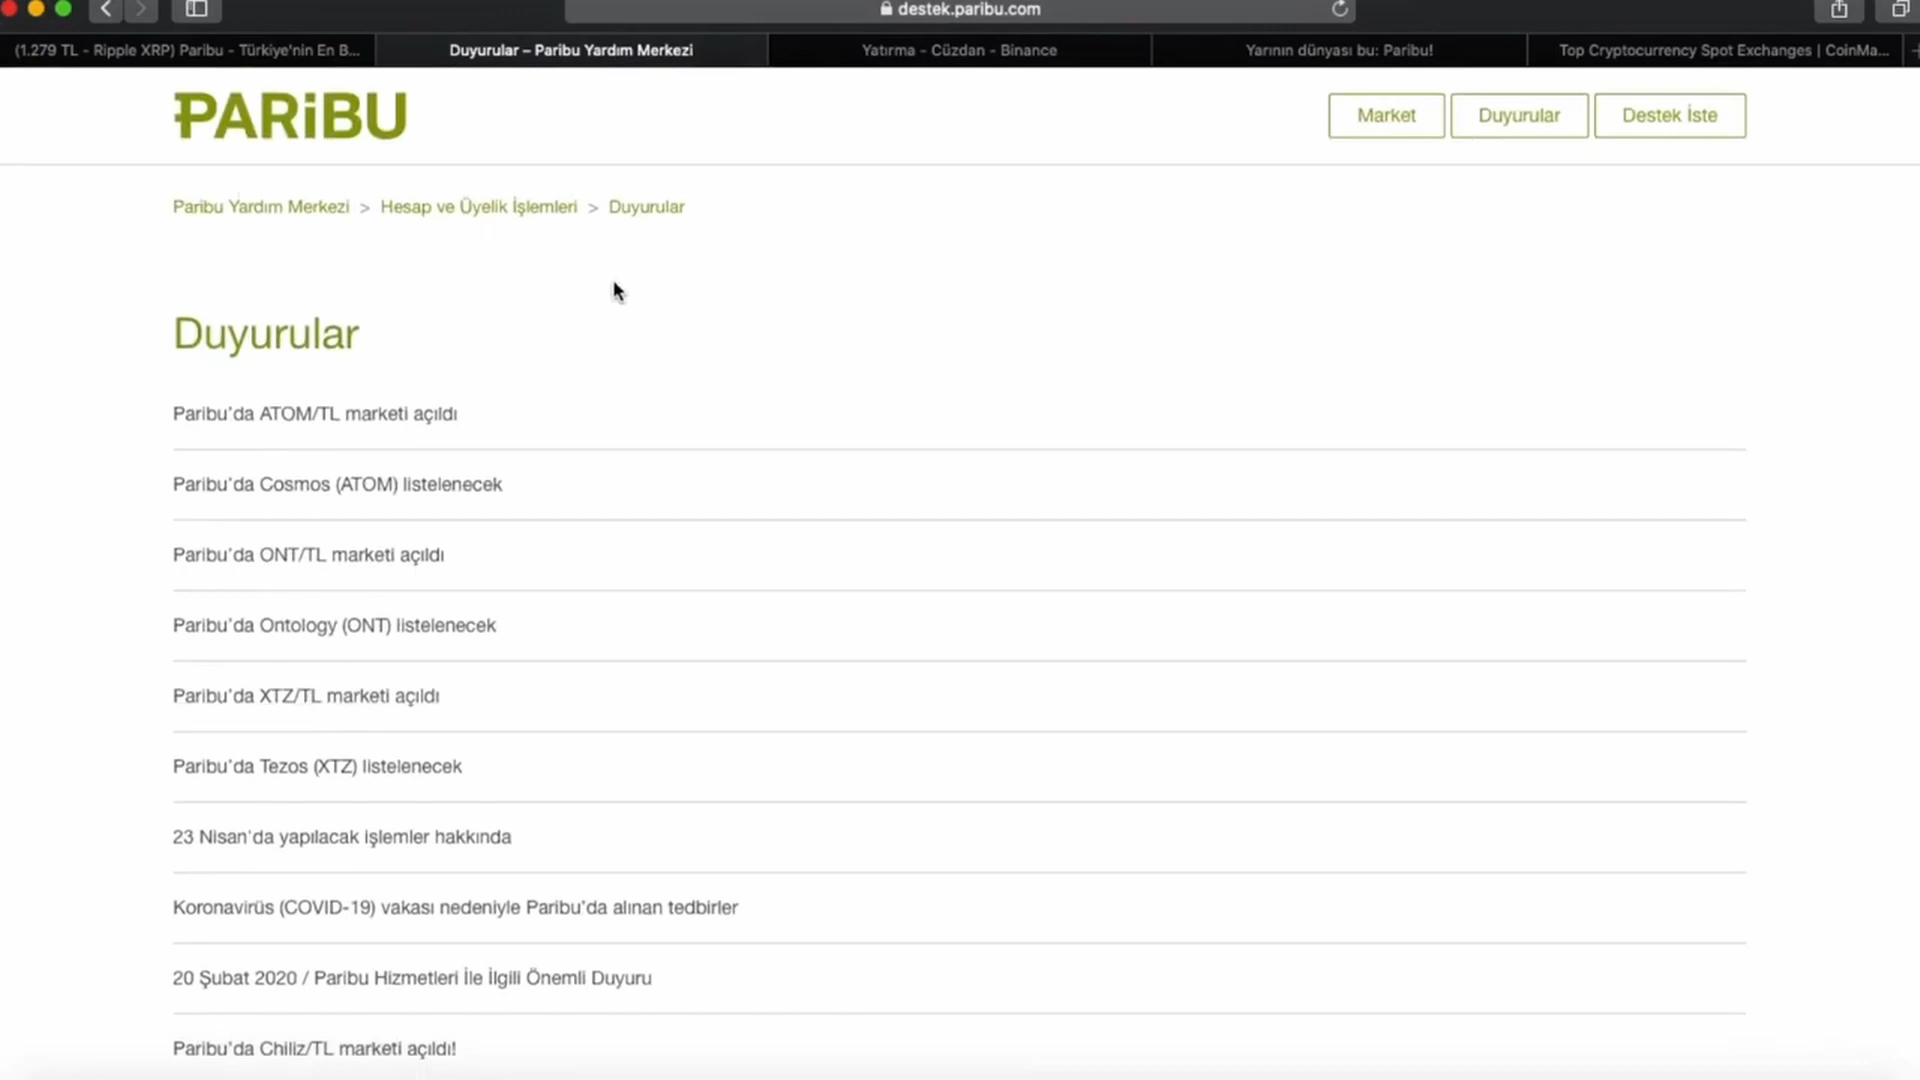 destek.paribu.com
(1.279 TL - Ripple XRP) Paribu - Türkiye'nin En B...
Duyurular – Paribu Yardım Merkezi
Yatırma - Cüzdan - Binance
Yarının dünyası bu: Paribu!
Top Cryptocurrency Spot Exchanges | CoinMa...
PARiBU
Market
Duyurular
Destek İste
Paribu Yardım Merkezi > Hesap ve Üyelik İşlemleri > Duyurular
Duyurular
Paribu'da ATOM/TL marketi açıldı
Paribu'da Cosmos (ATOM) listelenecek
Paribu'da ONT/TL marketi açıldı
Paribu'da Ontology (ONT) listelenecek
Paribu'da XTZ/TL marketi açıldı
Paribu'da Tezos (XTZ) listelenecek
23 Nisan'da yapılacak işlemler hakkında
Koronavirüs (COVID-19) vakası nedeniyle Paribu'da alınan tedbirler
20 Şubat 2020 / Paribu Hizmetleri İle İlgili Önemli Duyuru
Paribu'da Chiliz/TL marketi açıldı!